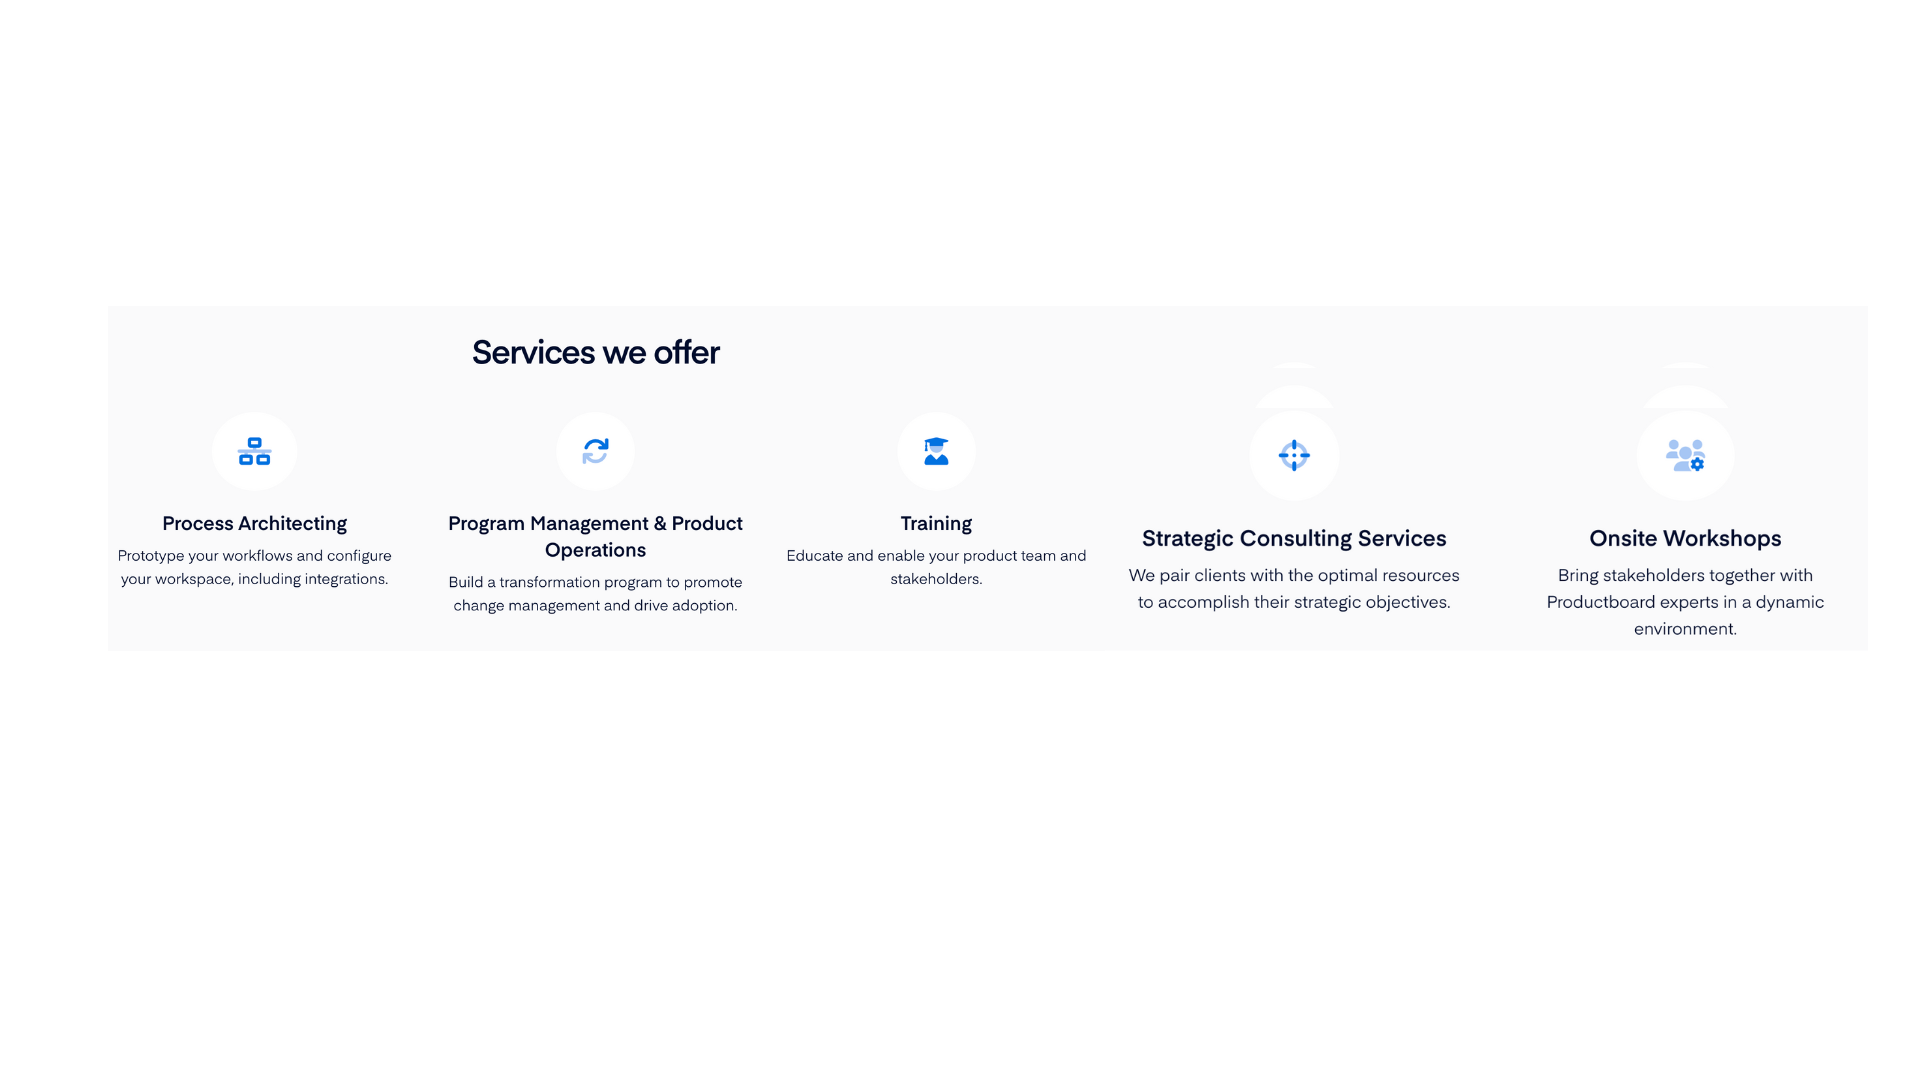 Services we offer
Process Architecting
Prototype your workflows and configure
your workspace, including integrations.
Program Management & Product
Operations
Build a transformation program to promote
change management and drive adoption.
Training
Educate and enable your product team and
stakeholders.
Strategic Consulting Services
We pair clients with the optimal resources
to accomplish their strategic objectives.
Onsite Workshops
Bring stakeholders together with
Productboard experts in a dynamic
environment.